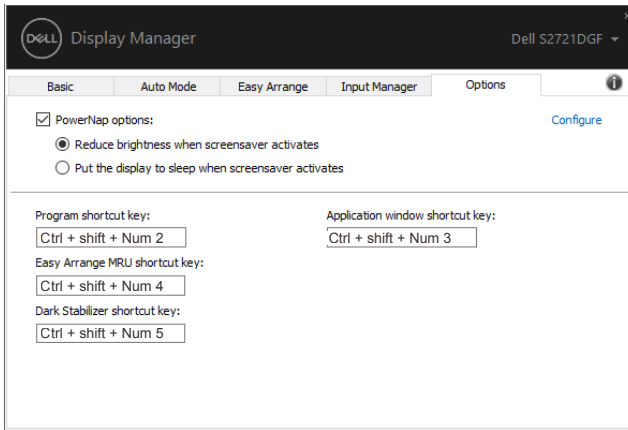 DELL Display Manager
Dell S2721DGF
Basic Auto Mode Easy Arrange Input Manager Options
PowerNap options:
Configure
Reduce brightness when screensaver activates
Put the display to sleep when screensaver activates
Program shortcut key:
Application window shortcut key:
Ctrl + shift + Num 2
Ctrl + shift + Num 3
Easy Arrange MRU shortcut key:
Ctrl + shift + Num 4
Dark Stabilizer shortcut key:
Ctrl + shift + Num 5